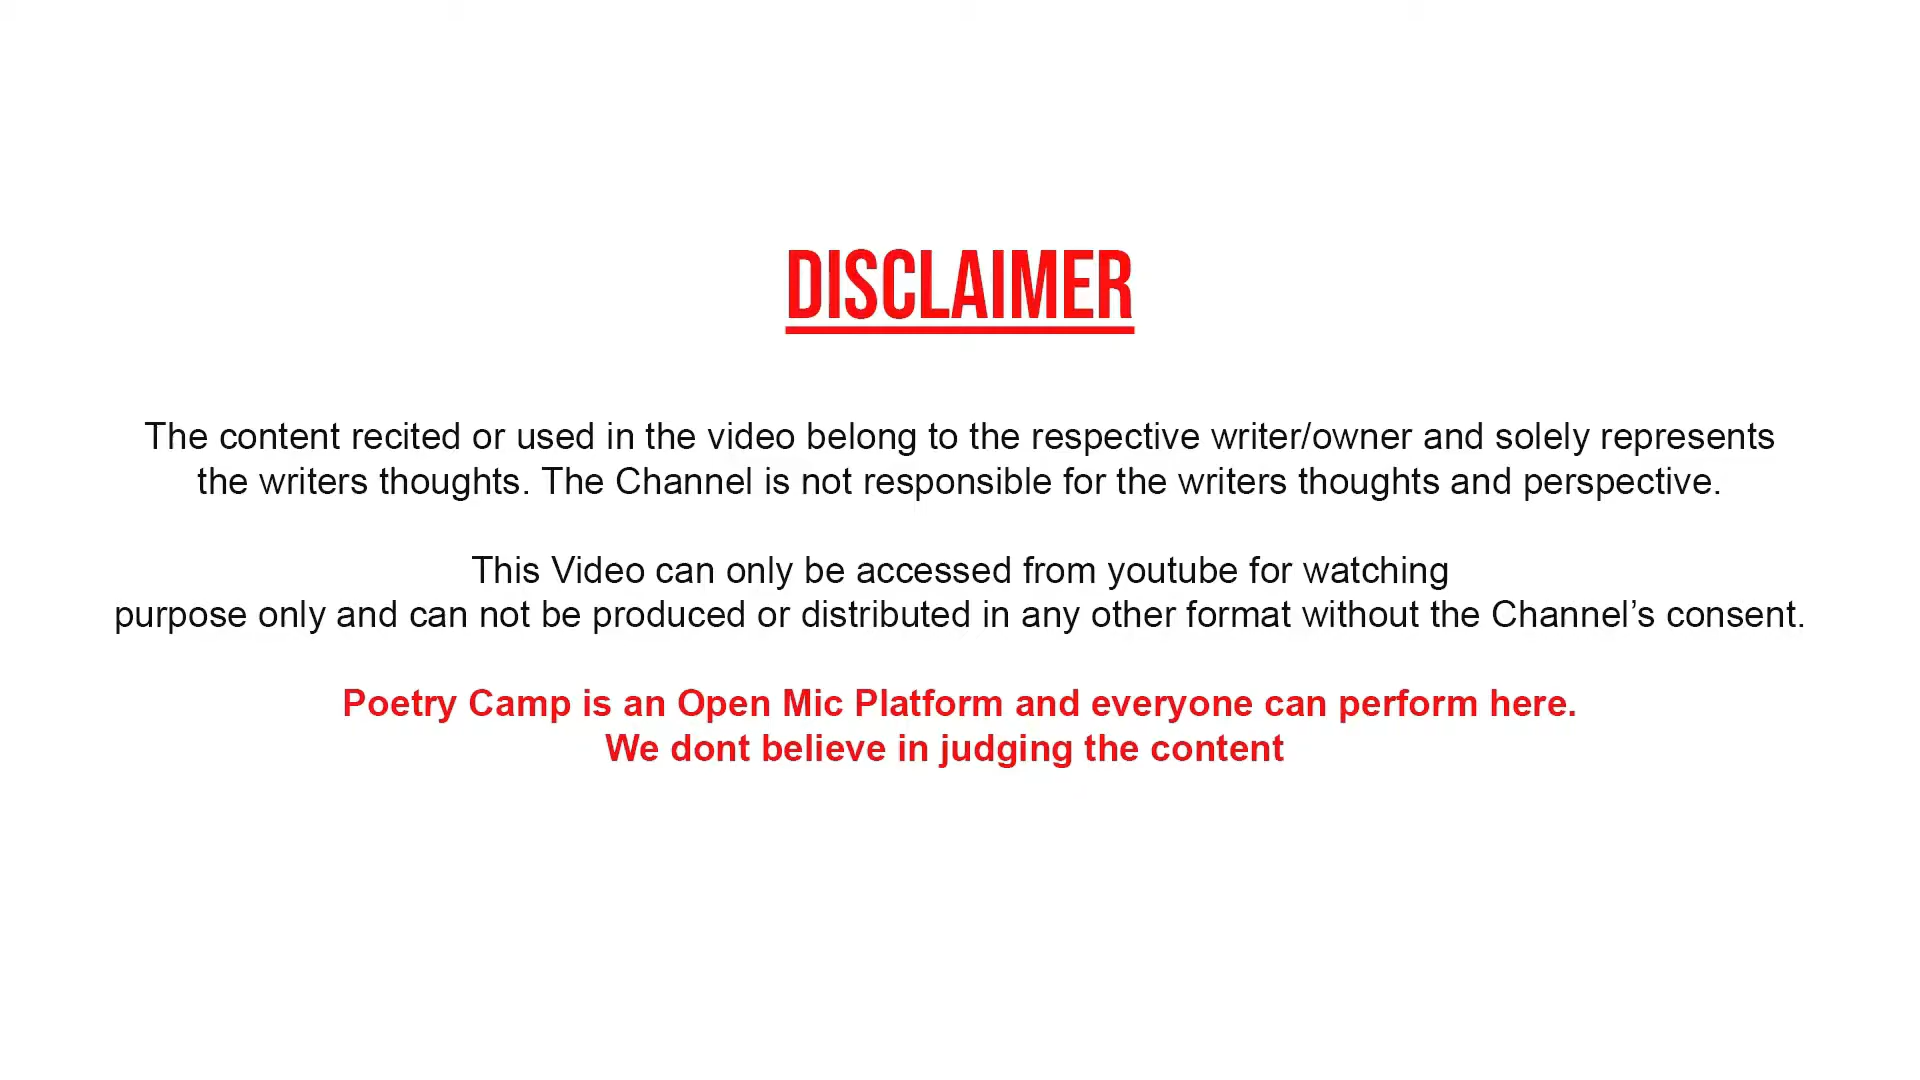 DISCLAIMER
The content recited or used in the video belong to the respective writer/owner and solely represents
the writers thoughts. The Channel is not responsible for the writers thoughts and perspective.
This Video can only be accessed from youtube for watching
purpose only and can not be produced or distributed in any other format without the Channel’s consent.
Poetry Camp is an Open Mic Platform and everyone can perform here.
We dont believe in judging the content